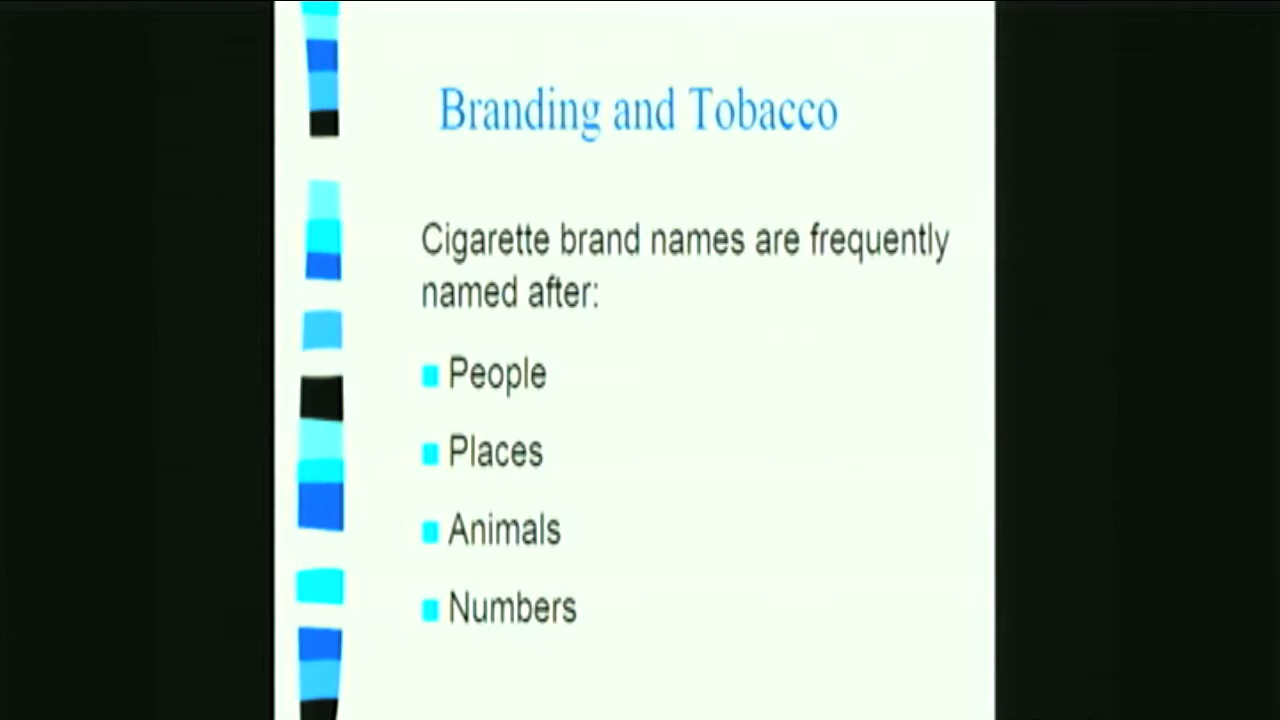 Branding and Tobacco
Cigarette brand names are frequently
named after:
People
Places
Animals
Numbers